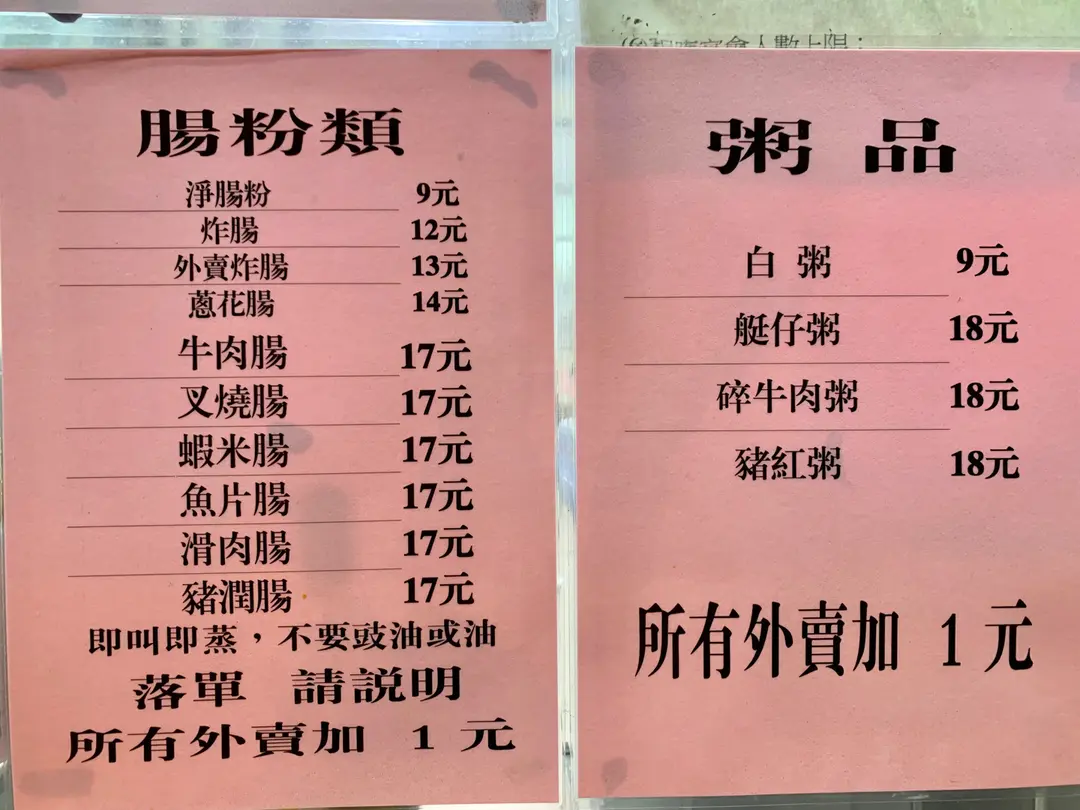 腸粉類
淨腸粉 9元
炸腸 12元
外賣炸腸 13元
蔥花腸 14元
牛肉腸 17元
叉燒腸 17元
蝦米腸 17元
魚片腸 17元
滑肉腸 17元
豬潤腸 17元
即叫即蒸，不要豉油或油
落單 請說明
所有外賣加 1 元
粥 品
白 粥 9元
艇仔粥 18元
碎牛肉粥 18元
豬紅粥 18元
所有外賣加 1 元